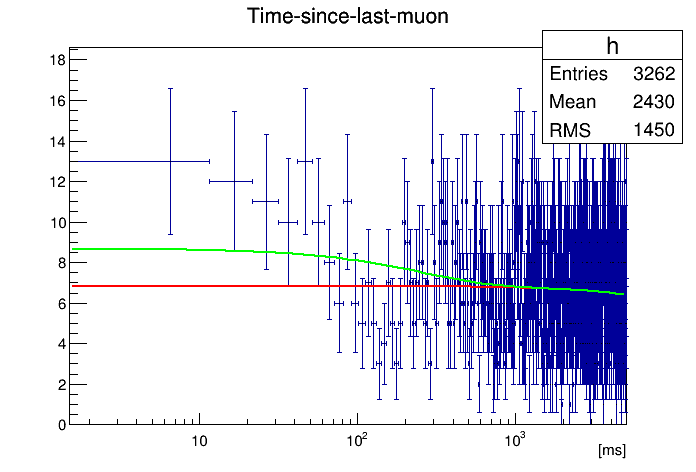 Time-since-last-muon
h
Entries 3262
Mean 2430
RMS 1450
18
16
14
12
10
8
6
4
2
0
10 10² 10³
[ms]